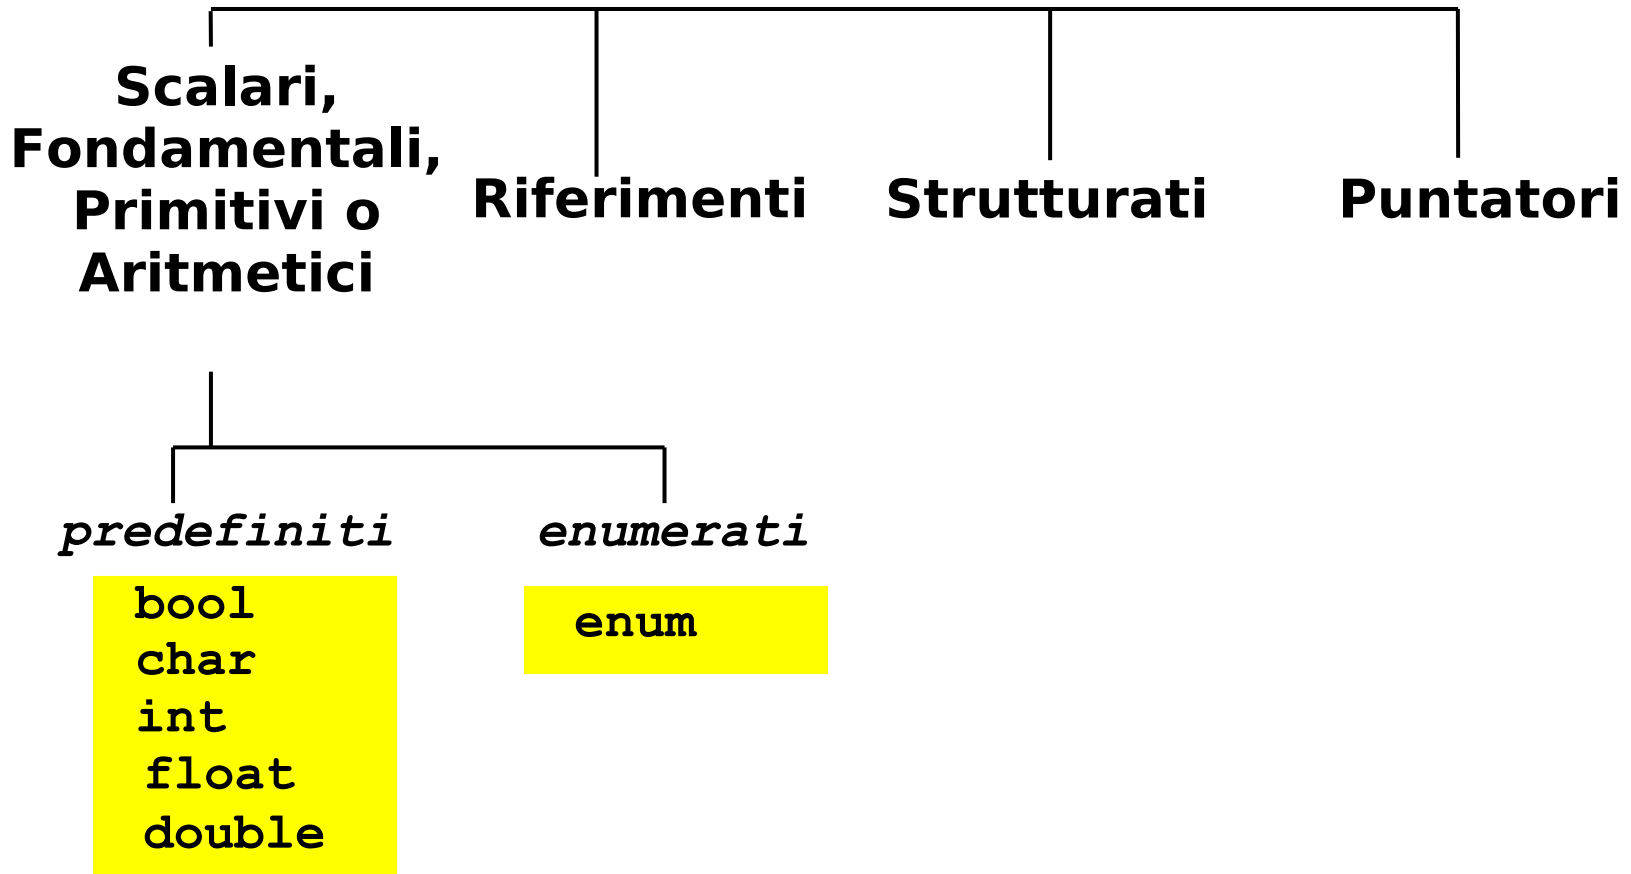 Scalari,
Fondamentali,
Primitivi o
Aritmetici
Riferimenti
Strutturati
Puntatori
predefiniti
bool
char
int
float
double
enumerati
enum